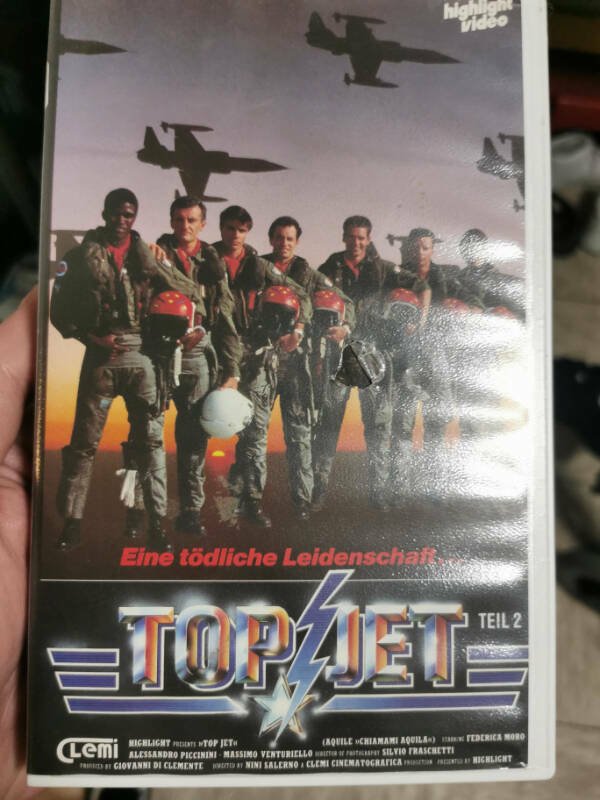 highlight
video
Eine tödliche Leidenschaft...
TOP JET TEIL 2
Clemi
HIGHLIGHT PRESENTS »TOP JET« (AQUILE »CHIAMAMI AQUILA«) STARRING FEDERICA MORO
ALESSANDRO PICCININI · MASSIMO VENTURIELLO DIRECTOR OF PHOTOGRAPHY SILVIO FRASCHETTI
PRODUCED BY GIOVANNI DI CLEMENTE DIRECTED BY NINI SALERNO A CLEMI CINEMATOGRAFICA PRODUCTION PRESENTED BY HIGHLIGHT